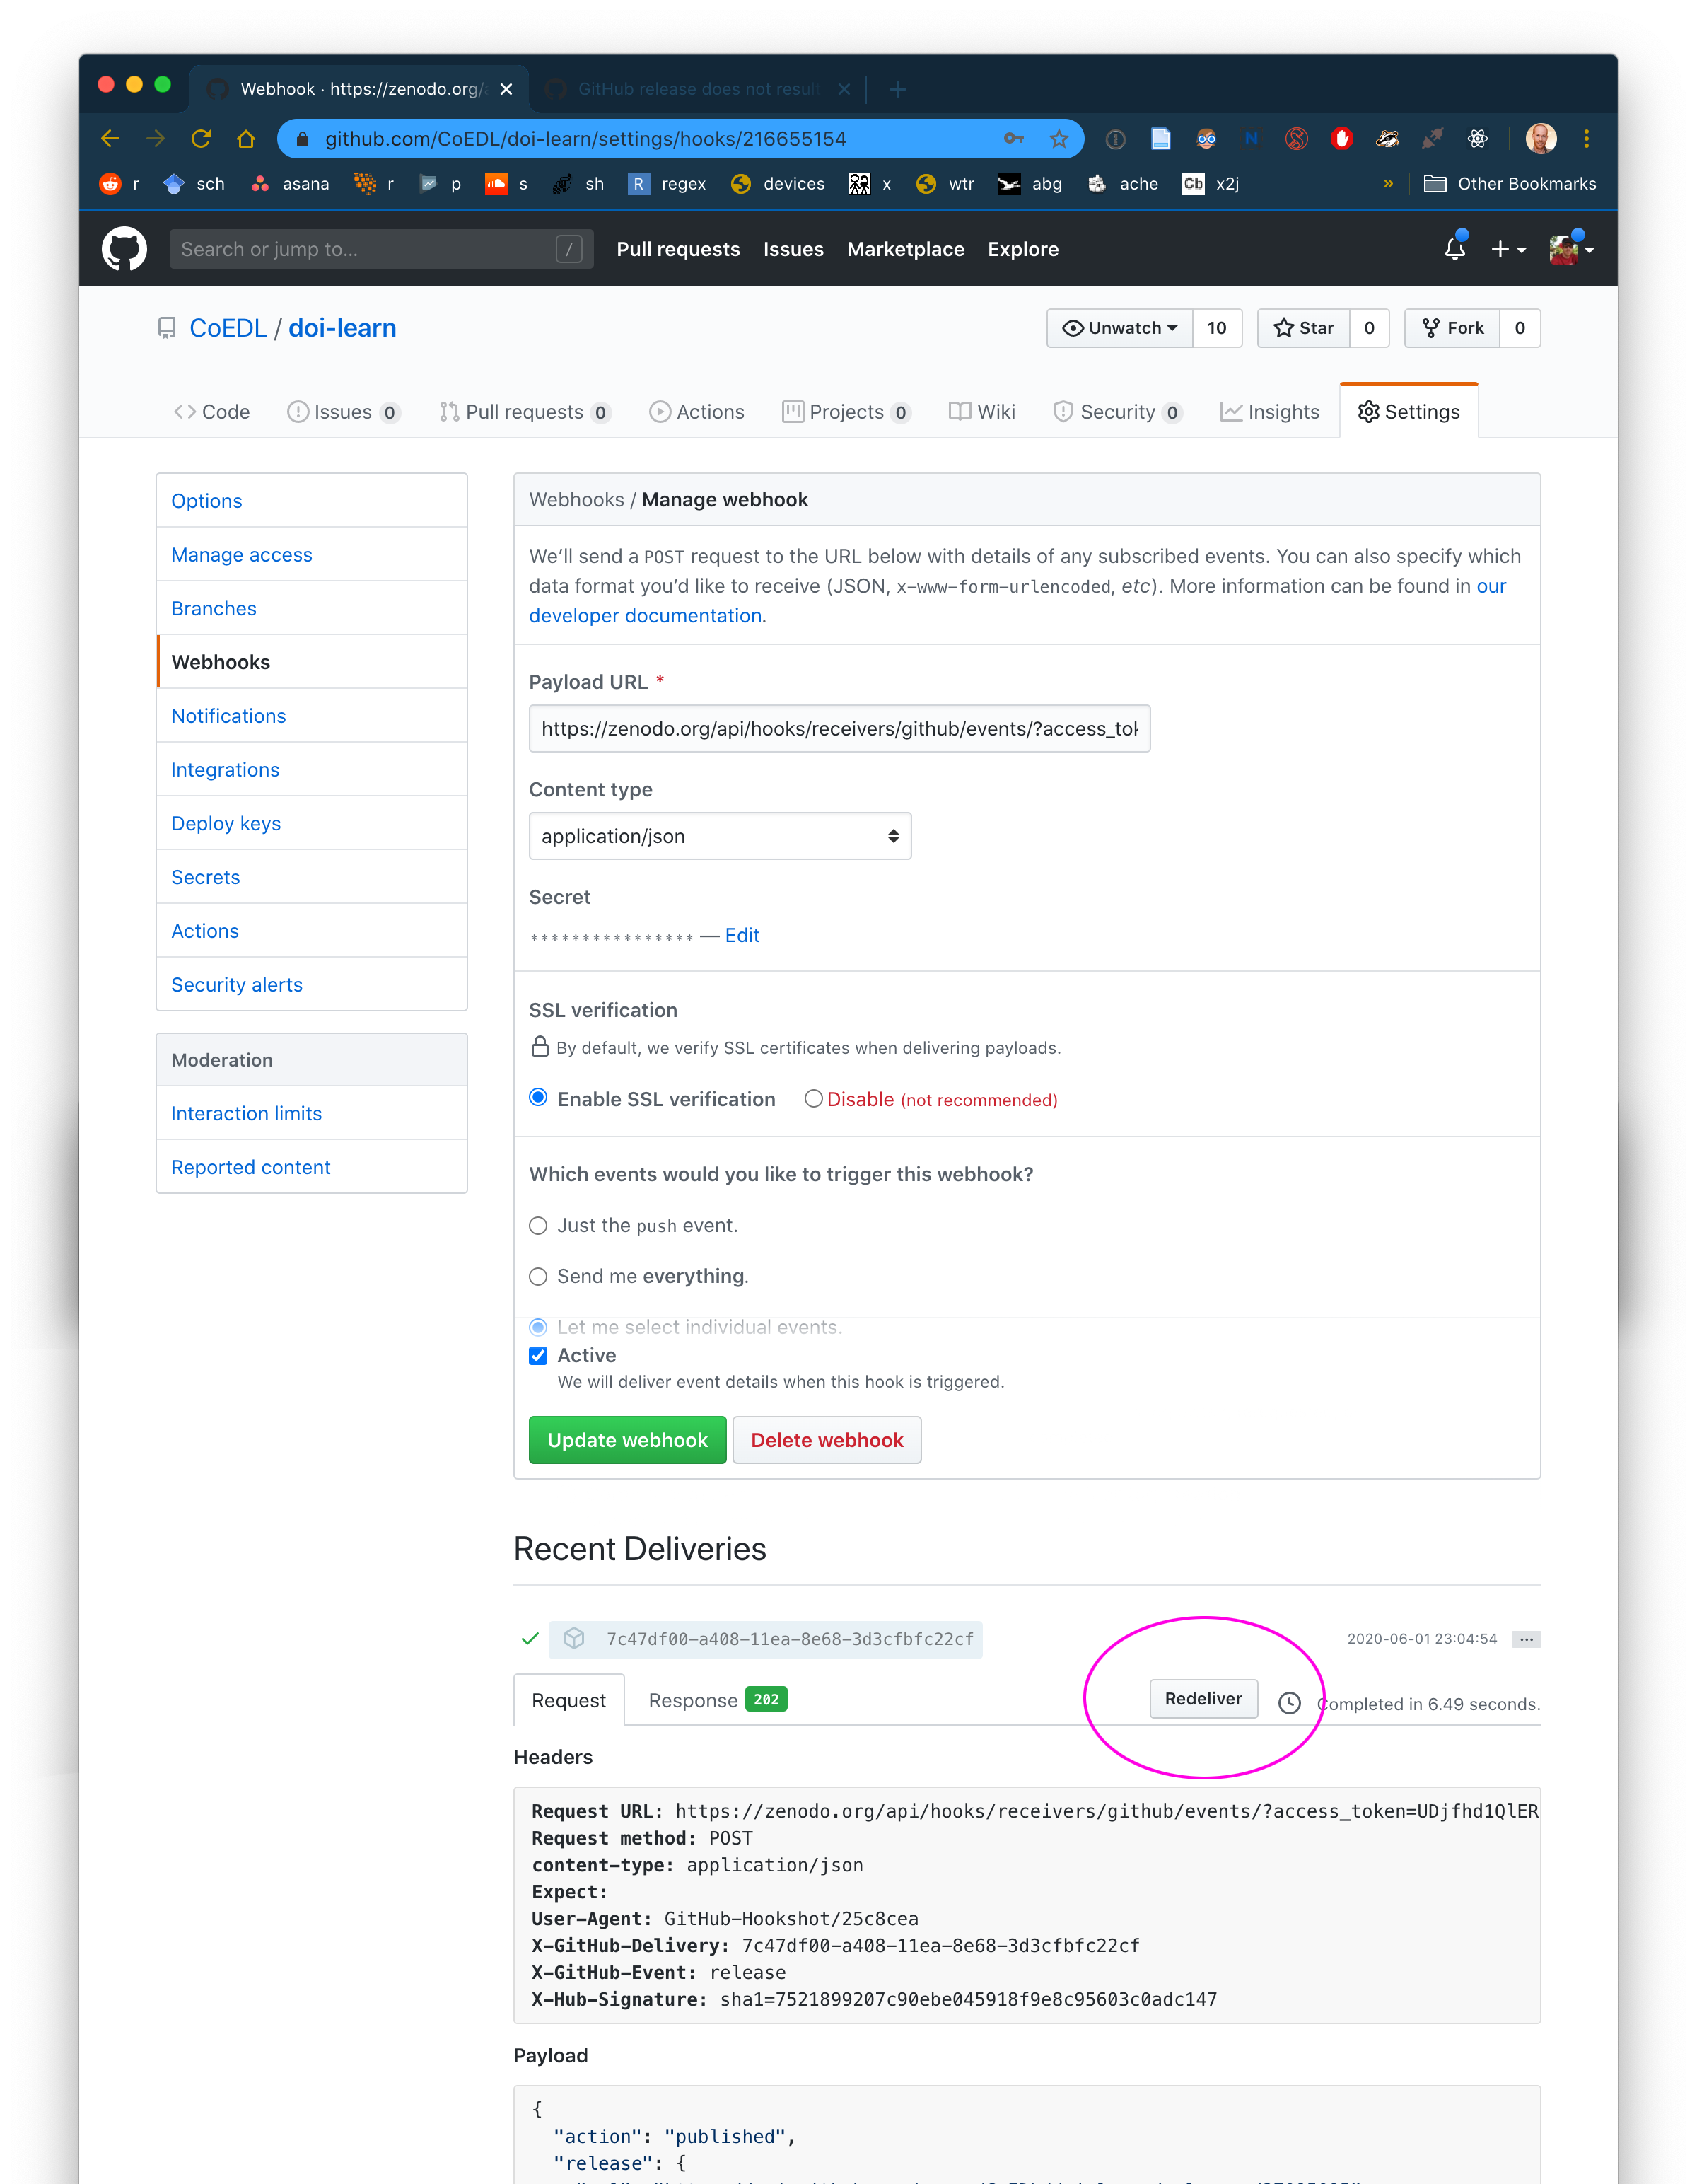 Webhook · https://zenodo.org/
GitHub release does not result
github.com/CoEDL/doi-learn/settings/hooks/216655154
r sch asana r p s sh R regex devices x wtr abg ache Cb x2j » Other Bookmarks
Search or jump to... / Pull requests Issues Marketplace Explore
CoEDL / doi-learn Unwatch 10 Star 0 Fork 0
Code Issues 0 Pull requests 0 Actions Projects 0 Wiki Security 0 Insights Settings
Options
Manage access
Branches
Webhooks
Notifications
Integrations
Deploy keys
Secrets
Actions
Security alerts
Moderation
Interaction limits
Reported content
Webhooks / Manage webhook
We’ll send a POST request to the URL below with details of any subscribed events. You can also specify which
data format you’d like to receive (JSON, x-www-form-urlencoded, etc). More information can be found in our
developer documentation.
Payload URL *
https://zenodo.org/api/hooks/receivers/github/events/?access_tok
Content type
application/json
Secret
**************** — Edit
SSL verification
By default, we verify SSL certificates when delivering payloads.
Enable SSL verification Disable (not recommended)
Which events would you like to trigger this webhook?
Just the push event.
Send me everything.
Let me select individual events.
Active
We will deliver event details when this hook is triggered.
Update webhook Delete webhook
Recent Deliveries
7c47df00-a408-11ea-8e68-3d3cfbfc22cf 2020-06-01 23:04:54 ...
Request Response 202 Redeliver Completed in 6.49 seconds.
Headers
Request URL: https://zenodo.org/api/hooks/receivers/github/events/?access_token=UDjfhd1QlER
Request method: POST
content-type: application/json
Expect:
User-Agent: GitHub-Hookshot/25c8cea
X-GitHub-Delivery: 7c47df00-a408-11ea-8e68-3d3cfbfc22cf
X-GitHub-Event: release
X-Hub-Signature: sha1=7521899207c90ebe045918f9e8c95603c0adc147
Payload
{
"action": "published",
"release": {